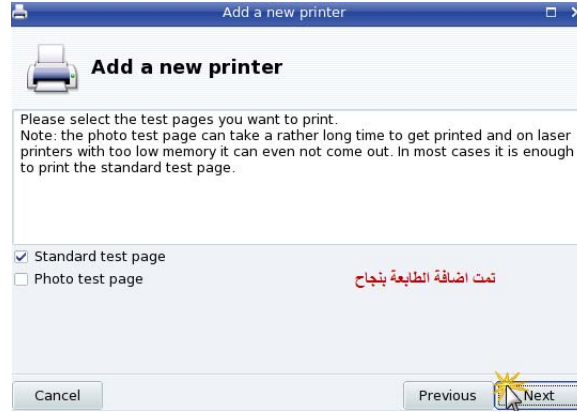 Add a new printer
Add a new printer
Please select the test pages you want to print.
Note: the photo test page can take a rather long time to get printed and on laser
printers with too low memory it can even not come out. In most cases it is enough
to print the standard test page.
Standard test page
Photo test page
تمت اضافة الطابعة بنجاح
Cancel
Previous
Next